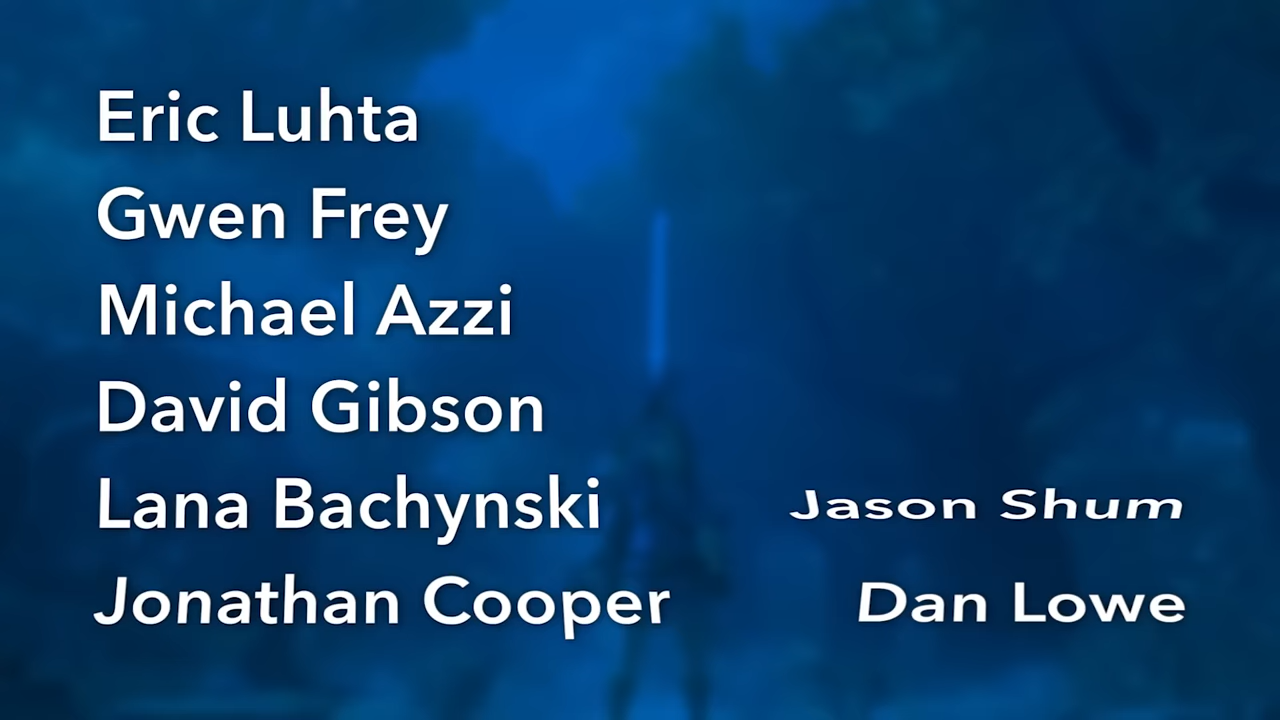 Eric Luhta
Gwen Frey
Michael Azzi
David Gibson
Lana Bachynski
Jonathan Cooper
Jason Shum
Dan Lowe